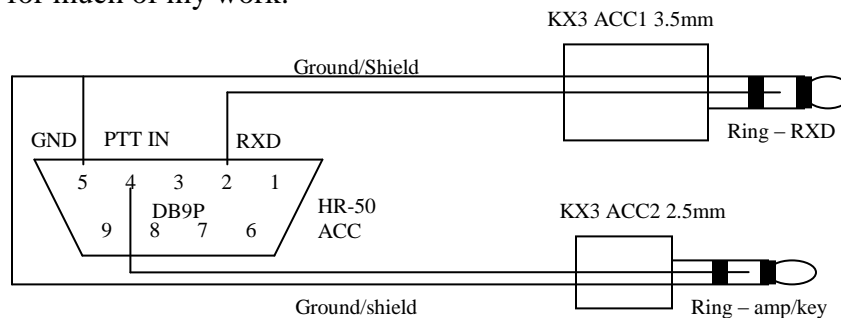 for much of my work.
KX3 ACC1 3.5mm
Ground/Shield
GND PTT IN RXD
Ring – RXD
5 4 3 2 1
DB9P
9 8 7 6
HR-50
ACC
KX3 ACC2 2.5mm
Ground/shield
Ring – amp/key